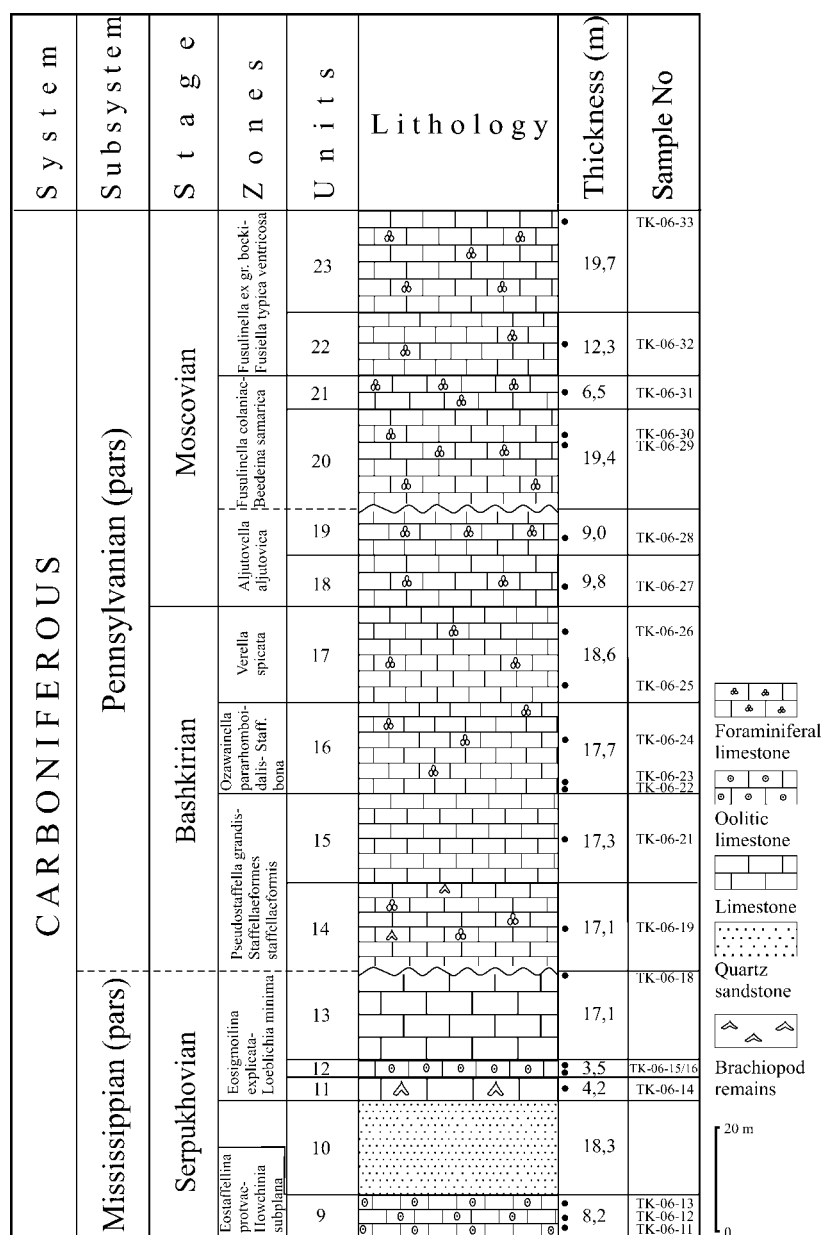 System
Subsystem
Stage
Zones
Units
Lithology
Thickness (m)
Sample No
CARBONIFEROUS
Pennsylvanian (pars)
Mississippian (pars)
Moscovian
Bashkirian
Serpukhovian
Fusulinella ex gr. bocki-
Fusiella typica ventricosa
Fusulinella colaniac-
Beedeina samarica
Aljutovella
aljutovica
Verella
spicata
Ozawainella
pararhomboi-
dalis- Staff.
bona
Pseudostaffella grandis-
Staffellaeformes
staffellaeformis
Eosigmoilina
explicata-
Loeblichia minima
Eostaffellina
protvac-
Howchinia
subplana
23
19,7
TK-06-33
22
12,3
TK-06-32
21
6,5
TK-06-31
20
19,4
TK-06-30
TK-06-29
19
9,0
TK-06-28
18
9,8
TK-06-27
17
18,6
TK-06-26
TK-06-25
16
17,7
TK-06-24
TK-06-23
TK-06-22
15
17,3
TK-06-21
14
17,1
TK-06-19
13
17,1
TK-06-18
12
3,5
TK-06-15/16
11
4,2
TK-06-14
10
18,3
9
8,2
TK-06-13
TK-06-12
TK-06-11
Foraminiferal
limestone
Oolitic
limestone
Limestone
Quartz
sandstone
Brachiopod
remains
20 m
0